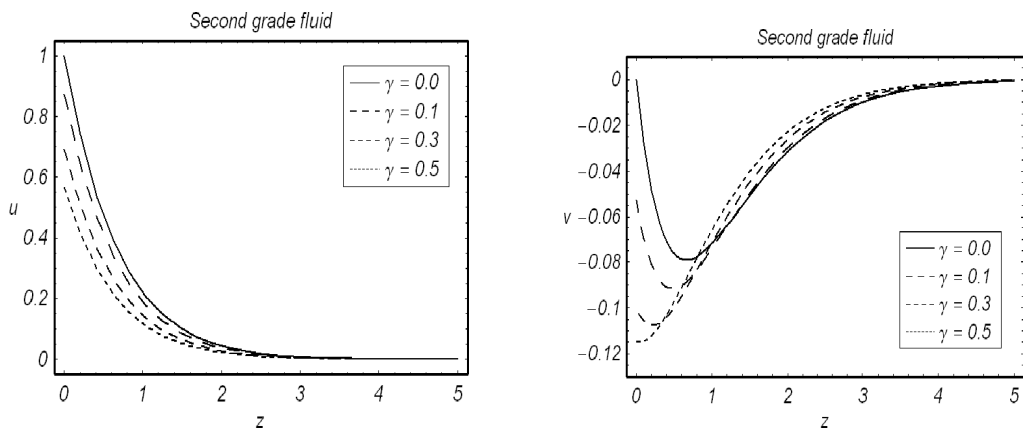 Second grade fluid
1
0.8
0.6
u
0.4
0.2
0
0 1 2 3 4 5
z
γ = 0.0
γ = 0.1
γ = 0.3
γ = 0.5
Second grade fluid
0
−0.02
−0.04
v −0.06
−0.08
−0.1
−0.12
0 1 2 3 4 5
z
γ = 0.0
γ = 0.1
γ = 0.3
γ = 0.5